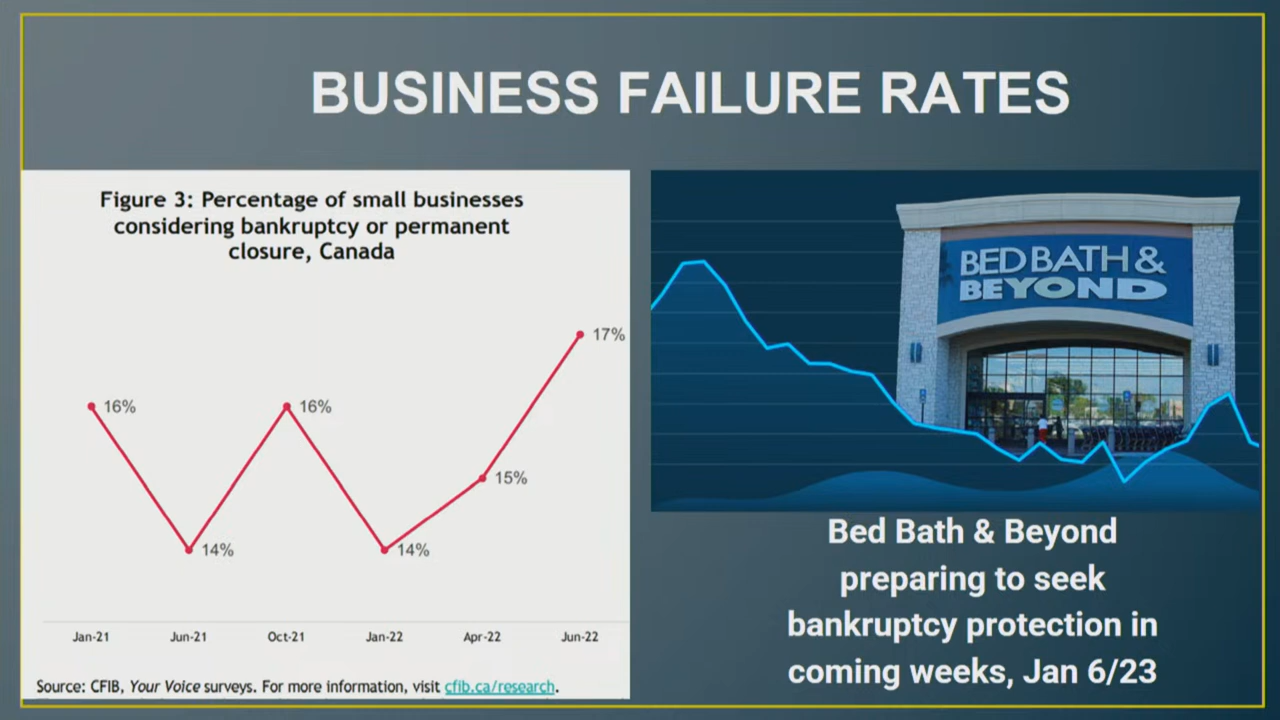 BUSINESS FAILURE RATES
Figure 3: Percentage of small businesses
considering bankruptcy or permanent
closure, Canada
17%
16%
16%
15%
14%
14%
Jan-21 Jun-21 Oct-21 Jan-22 Apr-22 Jun-22
Source: CFIB, Your Voice surveys. For more information, visit cfib.ca/research.
BED BATH &
BEYOND
Bed Bath & Beyond
preparing to seek
bankruptcy protection in
coming weeks, Jan 6/23